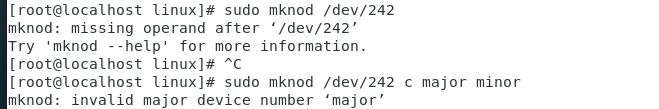 [root@localhost linux]# sudo mknod /dev/242
mknod: missing operand after ‘/dev/242’
Try 'mknod --help' for more information.
[root@localhost linux]# ^C
[root@localhost linux]# sudo mknod /dev/242 c major minor
mknod: invalid major device number ‘major’